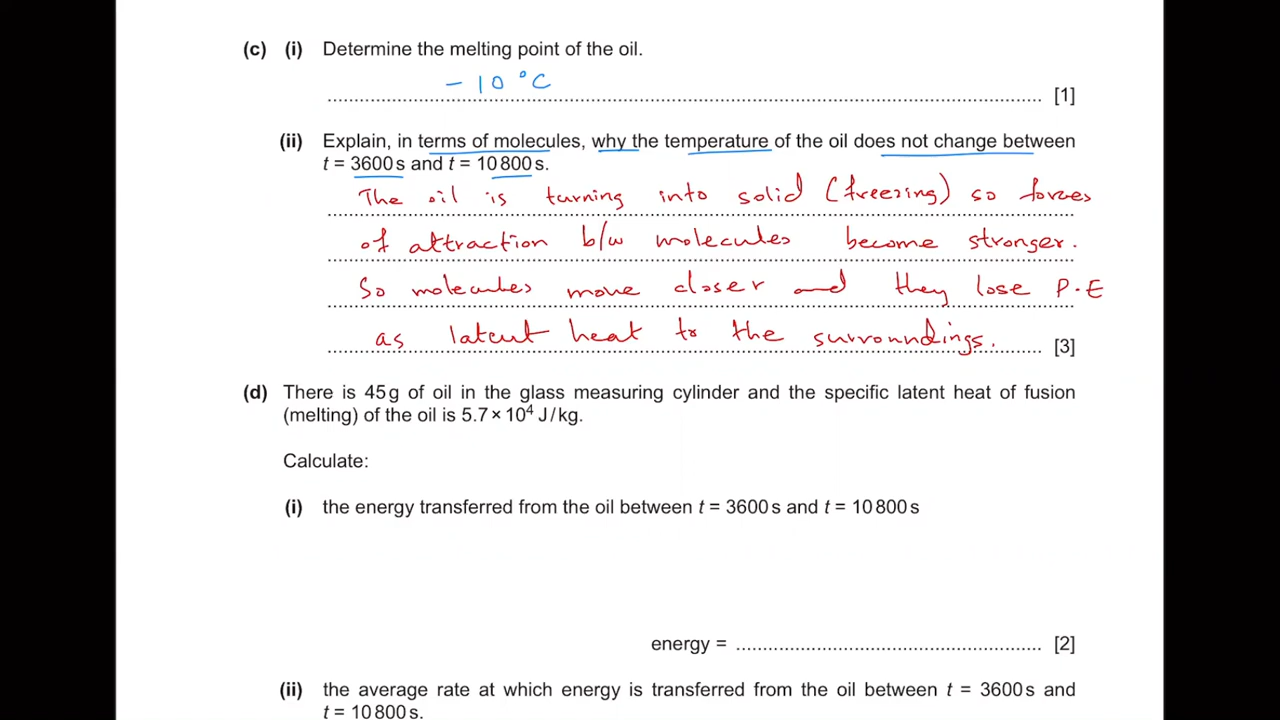 (c) (i) Determine the melting point of the oil.
– 10 °C
[1]
(ii) Explain, in terms of molecules, why the temperature of the oil does not change between
t = 3600 s and t = 10 800 s.
The oil is turning into solid (freezing) so forces
of attraction b/w molecules become stronger.
So molecules move closer and they lose P.E
as latent heat to the surroundings.
[3]
(d) There is 45 g of oil in the glass measuring cylinder and the specific latent heat of fusion
(melting) of the oil is 5.7 × 10⁴ J / kg.
Calculate:
(i) the energy transferred from the oil between t = 3600 s and t = 10 800 s
energy = ............................................................ [2]
(ii) the average rate at which energy is transferred from the oil between t = 3600 s and
t = 10 800 s.